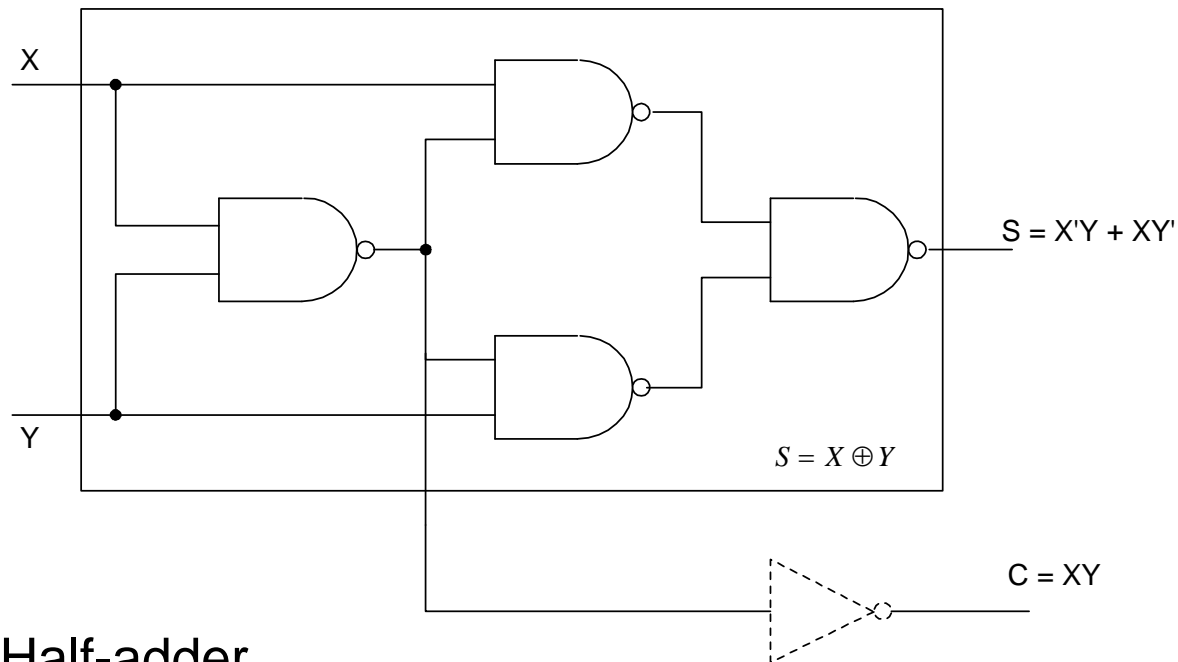 X
S = X'Y + XY'
Y
S = X ⊕ Y
C = XY
Half-adder